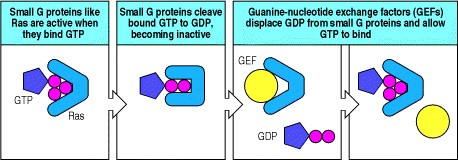 Small G proteins like
Ras are active when
they bind GTP
Small G proteins cleave
bound GTP to GDP,
becoming inactive
Guanine-nucleotide exchange factors (GEFs)
displace GDP from small G proteins and allow
GTP to bind
GTP
Ras
GEF
GDP